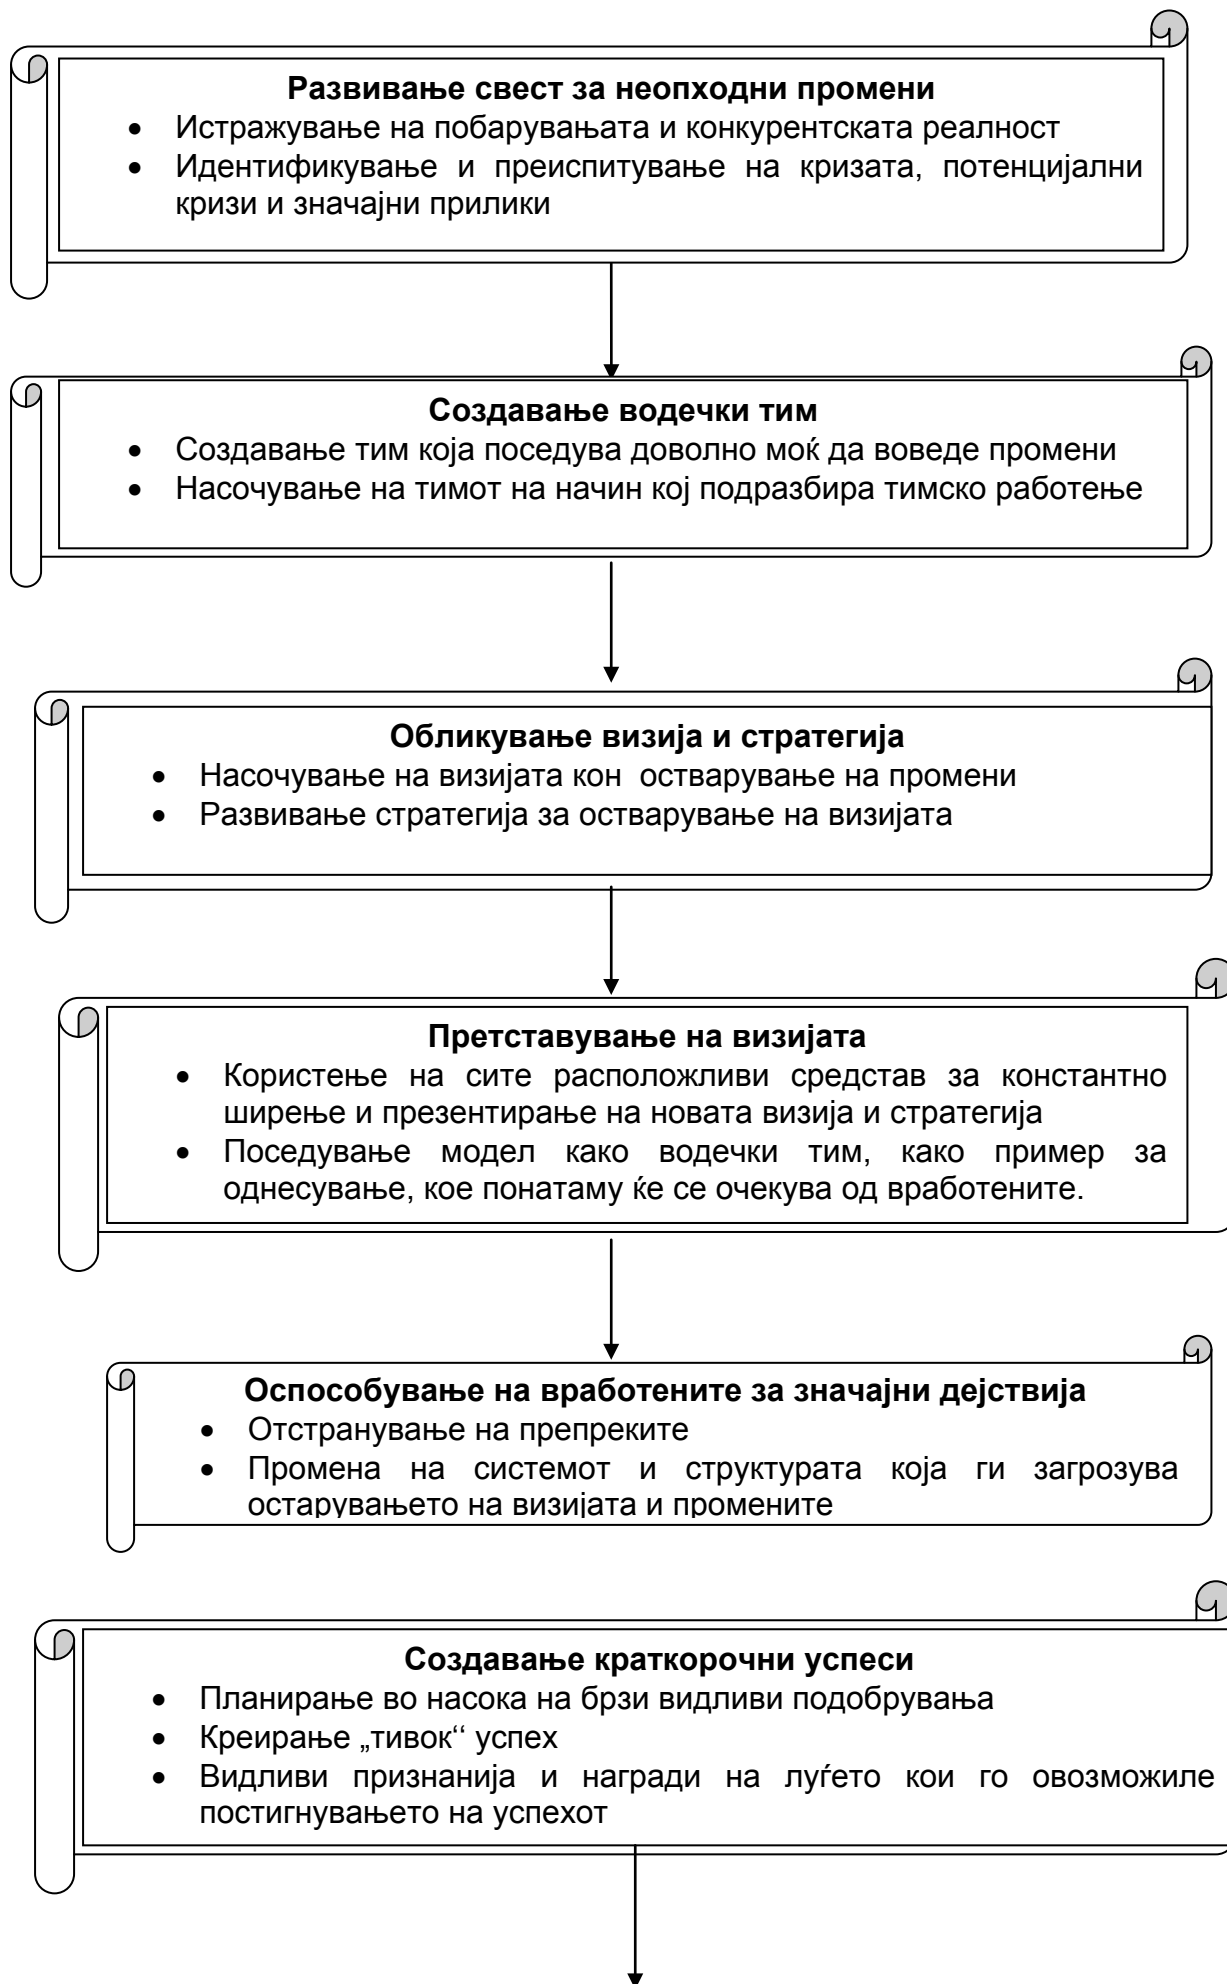 Развивање свест за неопходни промени
• Истражување на побарувањата и конкурентската реалност
• Идентификување и преиспитување на кризата, потенцијални
кризи и значајни прилики
Создавање водечки тим
• Создавање тим која поседува доволно моќ да воведе промени
• Насочување на тимот на начин кој подразбира тимско работење
Обликување визија и стратегија
• Насочување на визијата кон остварување на промени
• Развивање стратегија за остварување на визијата
Претставување на визијата
• Користење на сите расположливи средстав за константно
ширење и презентирање на новата визија и стратегија
• Поседување модел како водечки тим, како пример за
однесување, кое понатаму ќе се очекува од вработените.
Оспособување на вработените за значајни дејствија
• Отстранување на препреките
• Промена на системот и структурата која ги загрозува
остарувањето на визијата и промените
Создавање краткорочни успеси
• Планирање во насока на брзи видливи подобрувања
• Креирање „тивок‘‘ успех
• Видливи признанија и награди на луѓето кои го овозможиле
постигнувањето на успехот